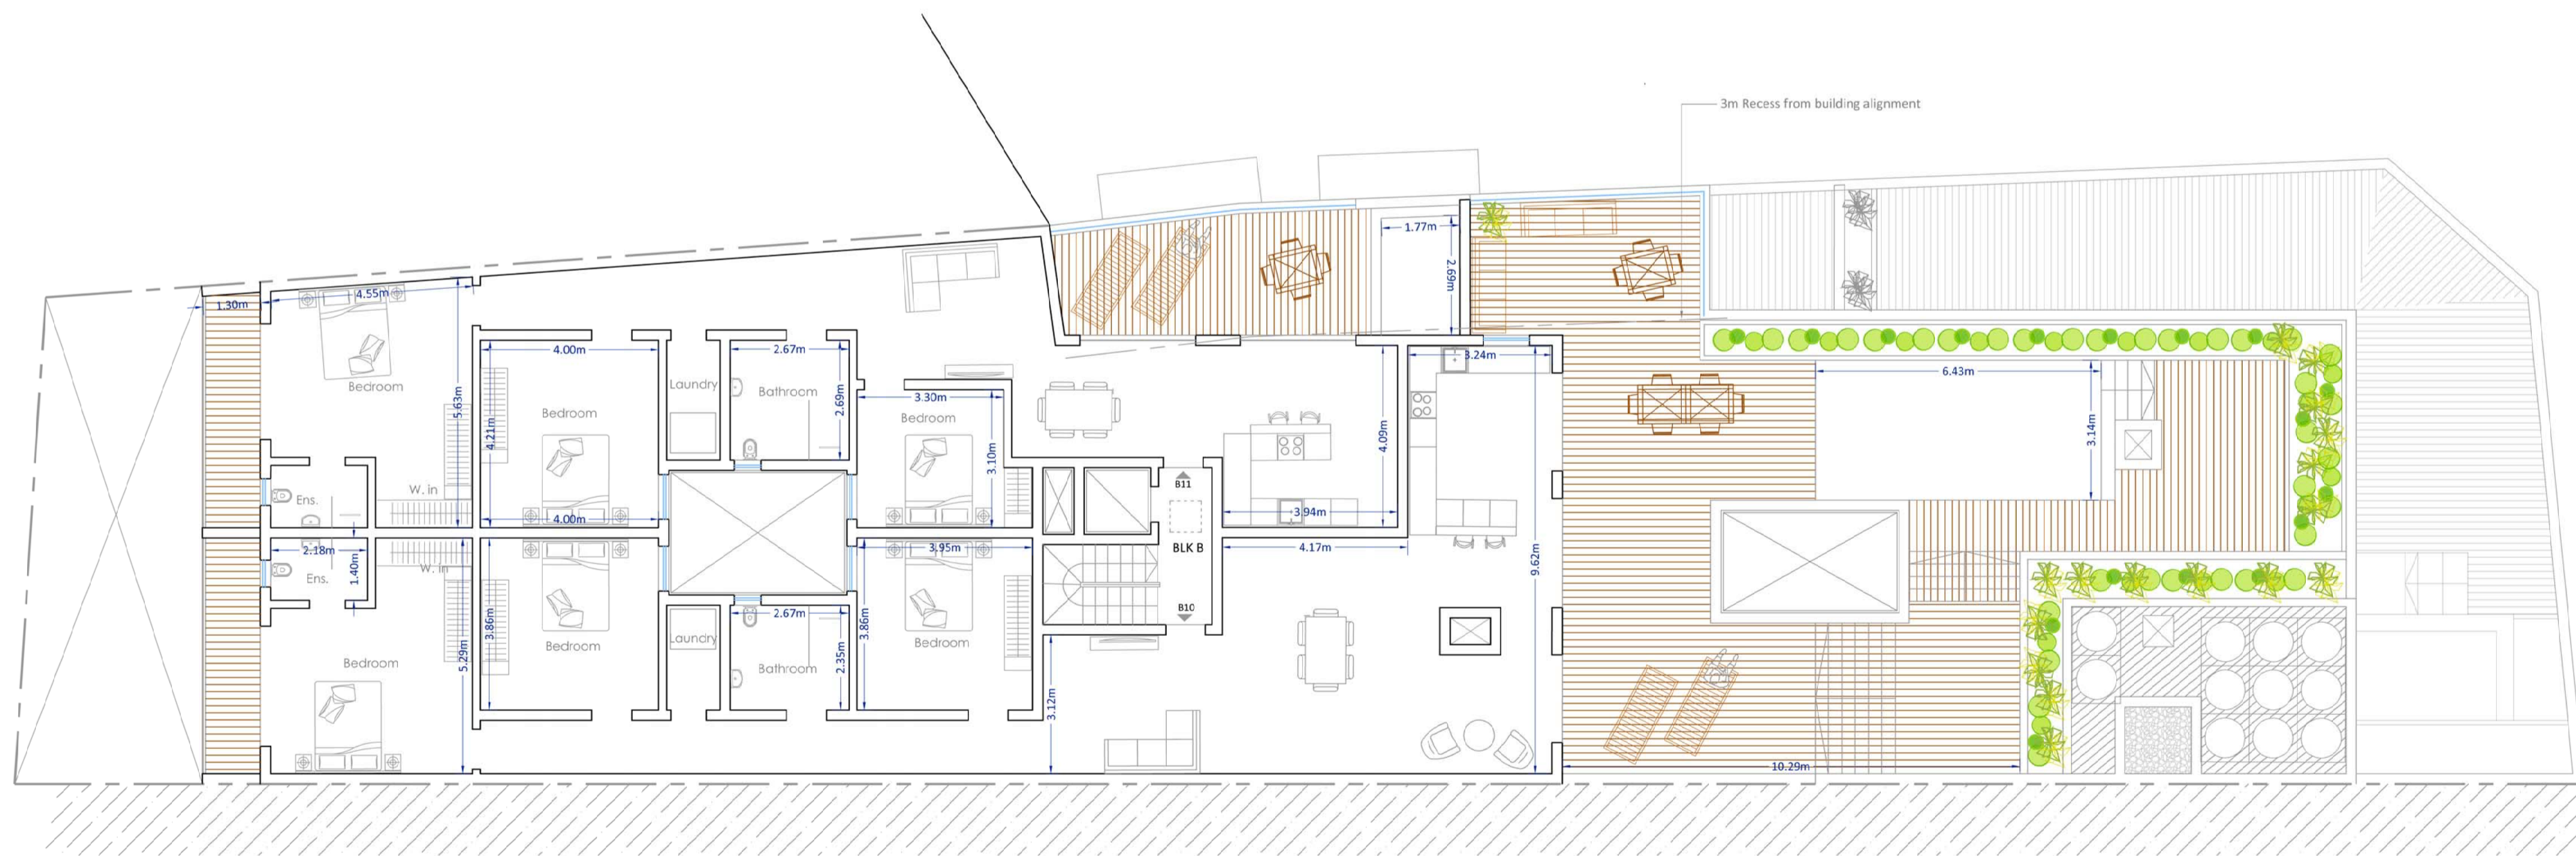 3m Recess from building alignment
1.77m
2.69m
1.30m
4.55m
Bedroom
5.63m
4.00m
4.21m
Bedroom
4.00m
Laundry
2.67m
Bathroom
2.69m
3.30m
Bedroom
3.10m
4.09m
3.24m
6.43m
3.14m
W. in
Ens.
B11
3.94m
BLK B
4.17m
9.62m
2.18m
1.40m
Ens.
W. in
3.95m
B10
3.86m
Bedroom
5.29m
Bedroom
Laundry
2.67m
Bathroom
2.35m
3.86m
Bedroom
3.12m
10.29m